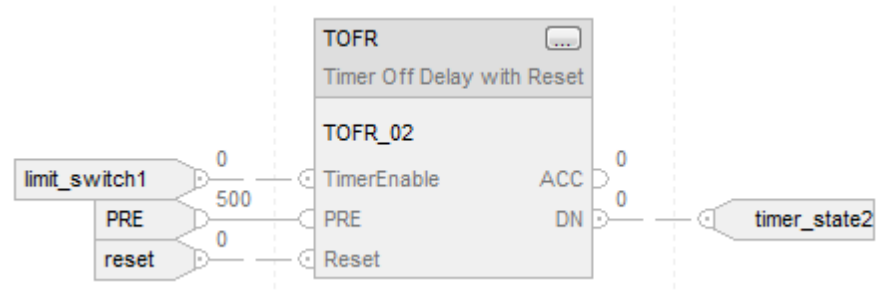 TOFR ...
Timer Off Delay with Reset
TOFR_02
limit_switch1 0 TimerEnable ACC 0
PRE 500 PRE DN 0 timer_state2
reset 0 Reset